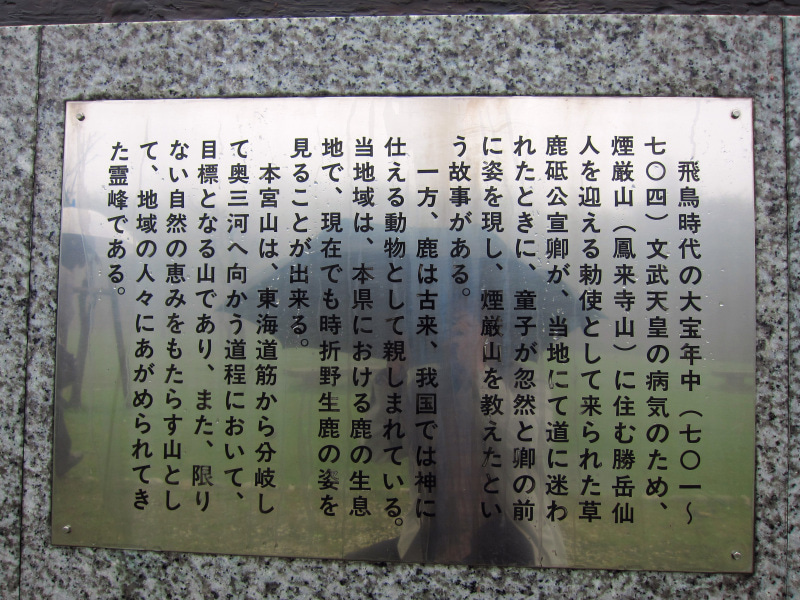 飛鳥時代の大宝年中（七〇一～
七〇四）文武天皇の病気のため、
煙厳山（鳳来寺山）に住む勝岳仙
人を迎える勅使として来られた草
鹿砥公宣卿が、当地にて道に迷わ
れたときに、童子が忽然と卿の前
に姿を現し、煙厳山を教えたとい
う故事がある。
一方、鹿は古来、我国では神に
仕える動物として親しまれている。
当地域は、本県における鹿の生息
地で、現在でも時折野生鹿の姿を
見ることが出来る。
本宮山は、東海道筋から分岐し
て奥三河へ向かう道程において、
目標となる山であり、また、限り
ない自然の恵みをもたらす山とし
て、地域の人々にあがめられてき
た霊峰である。